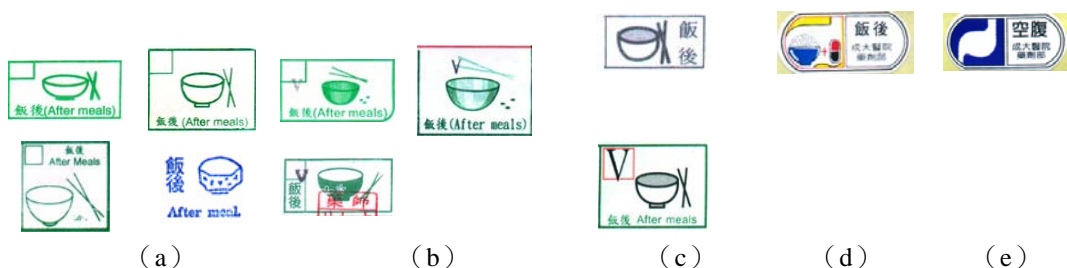 飯後(After meals)
飯後 (After meals)
飯後
After Meals
飯後
After meal
V
飯後(After meals)
V
飯後(After meals)
V
飯後
藥師
飯後
V
飯後 After meals
飯後
成大醫院
藥劑部
空腹
成大醫院
藥劑部
(a)
(b)
(c)
(d)
(e)